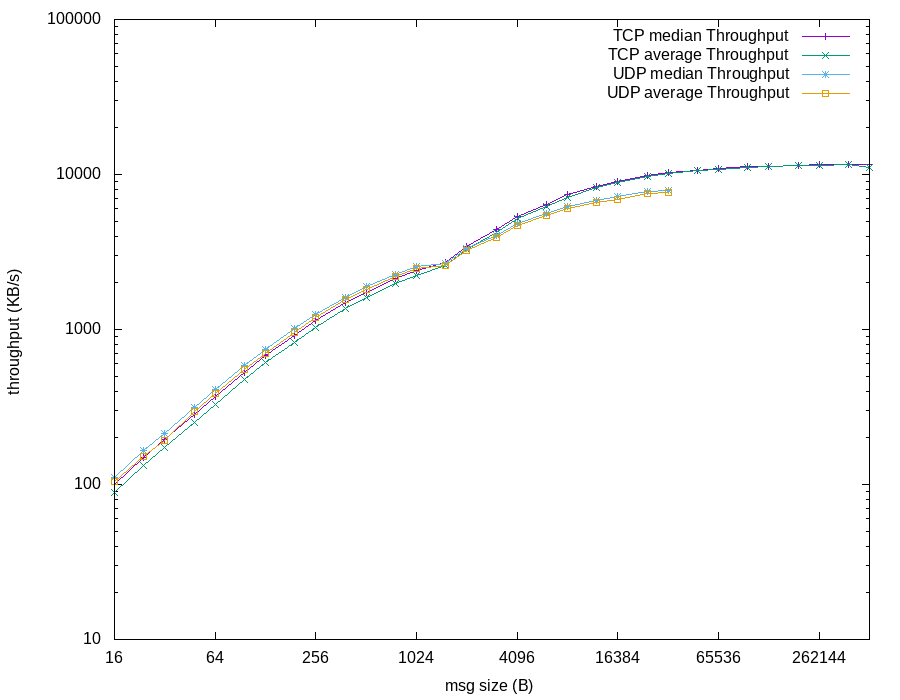 100000
TCP median Throughput
TCP average Throughput
UDP median Throughput
UDP average Throughput
10000
1000
100
10
throughput (KB/s)
16 64 256 1024 4096 16384 65536 262144
msg size (B)